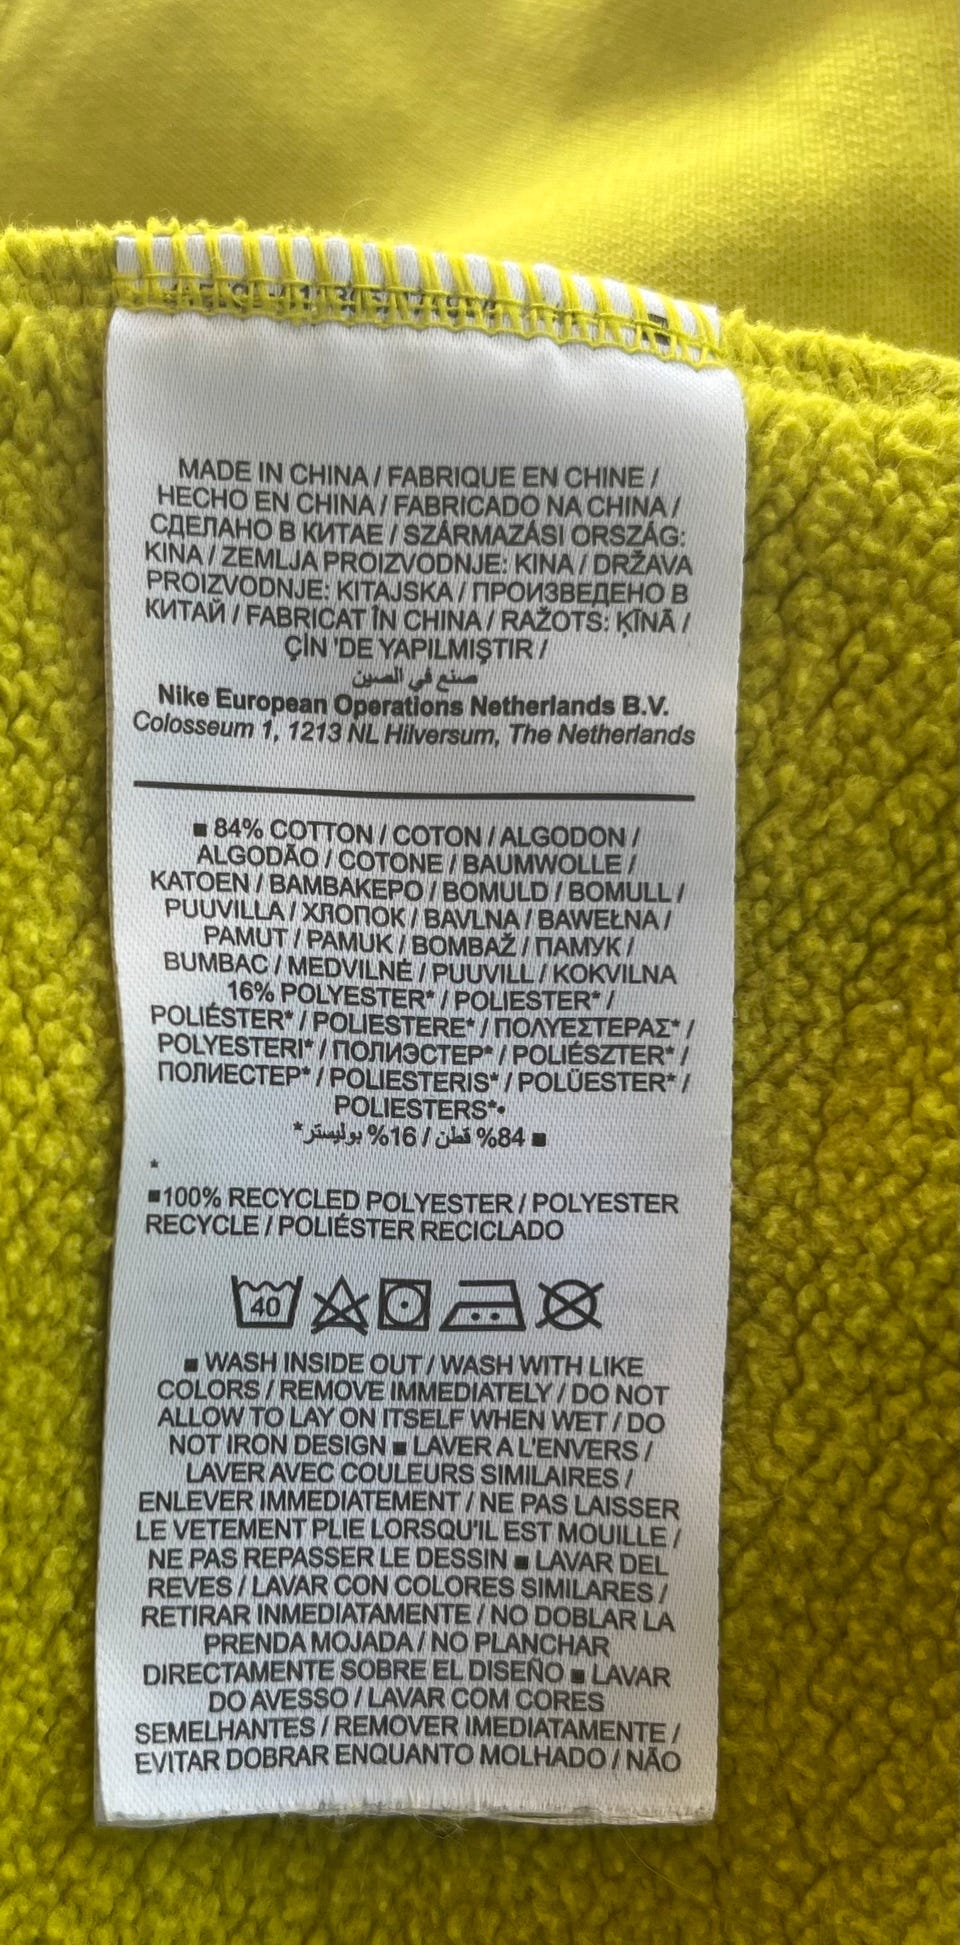 MADE IN CHINA / FABRIQUE EN CHINE /
HECHO EN CHINA / FABRICADO NA CHINA /
СДЕЛАНО В КИТАЕ / SZÁRMAZÁSI ORSZÁG:
KINA / ZEMLJA PROIZVODNJE: KINA / DRŽAVA
PROIZVODNJE: KITAJSKA / ПРОИЗВЕДЕНО В
КИТАЙ / FABRICAT ÎN CHINA / RAŽOTS: ĶĪNĀ /
ÇİN 'DE YAPILMIŞTIR /
صنع في الصين
Nike European Operations Netherlands B.V.
Colosseum 1, 1213 NL Hilversum, The Netherlands
■ 84% COTTON / COTON / ALGODON /
ALGODÃO / COTONE / BAUMWOLLE /
KATOEN / ΒΑΜΒΑΚΕΡΟ / BOMULD / BOMULL /
PUUVILLA / ХЛОПОК / BAVLNA / BAWEŁNA /
PAMUT / PAMUK / BOMBAŽ / ПАМУК /
BUMBAC / MEDVILNĖ / PUUVILL / KOKVILNA
16% POLYESTER* / POLIESTER* /
POLIÉSTER* / POLIESTERE* / ΠΟΛΥΕΣΤΕΡΑΣ* /
POLYESTERI* / ПОЛИЭСТЕР* / POLIÉSZTER* /
ПОЛИЕСТЕР* / POLIESTERIS* / POLÜESTER* /
POLIESTERS*•
■ 84% قطن / 16% بوليستر*
*
■100% RECYCLED POLYESTER / POLYESTER
RECYCLE / POLIÉSTER RECICLADO
40
■ WASH INSIDE OUT / WASH WITH LIKE
COLORS / REMOVE IMMEDIATELY / DO NOT
ALLOW TO LAY ON ITSELF WHEN WET / DO
NOT IRON DESIGN ■ LAVER A L'ENVERS /
LAVER AVEC COULEURS SIMILAIRES /
ENLEVER IMMEDIATEMENT / NE PAS LAISSER
LE VETEMENT PLIE LORSQU'IL EST MOUILLE /
NE PAS REPASSER LE DESSIN ■ LAVAR DEL
REVES / LAVAR CON COLORES SIMILARES /
RETIRAR INMEDIATAMENTE / NO DOBLAR LA
PRENDA MOJADA / NO PLANCHAR
DIRECTAMENTE SOBRE EL DISEÑO ■ LAVAR
DO AVESSO / LAVAR COM CORES
SEMELHANTES / REMOVER IMEDIATAMENTE /
EVITAR DOBRAR ENQUANTO MOLHADO / NÃO